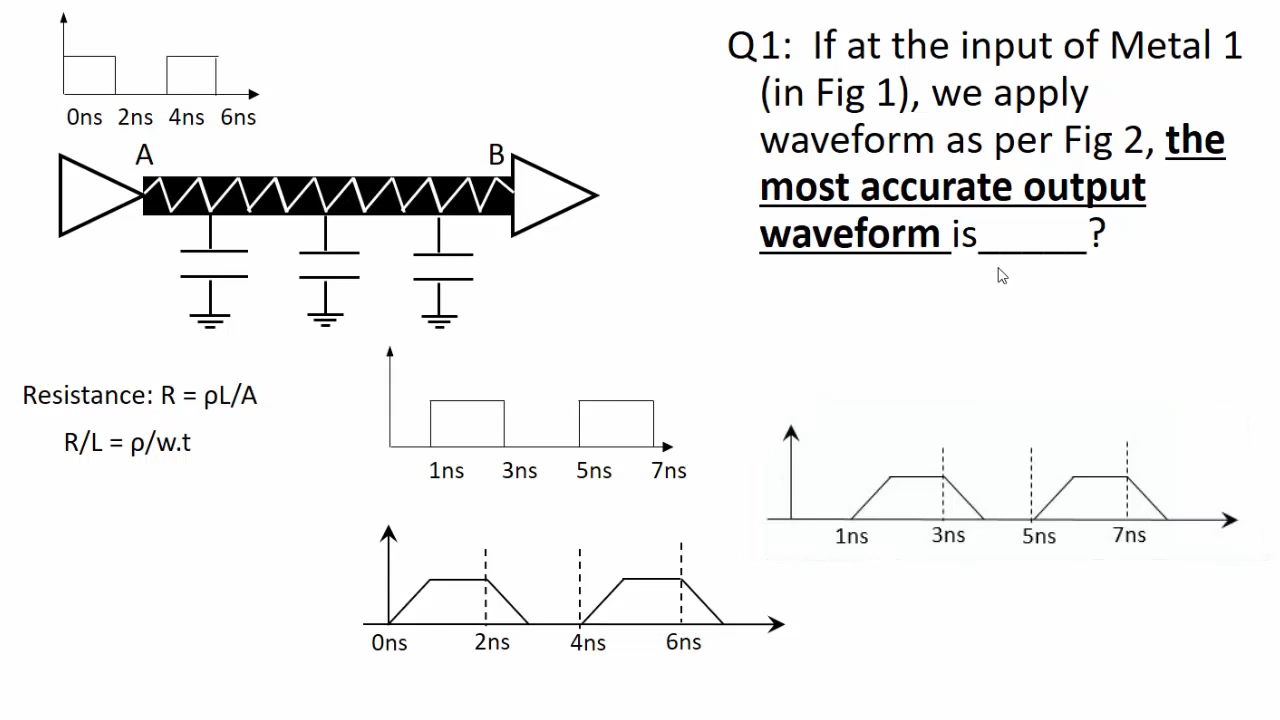 Q1: If at the input of Metal 1
(in Fig 1), we apply
waveform as per Fig 2, the
most accurate output
waveform is______?
0ns 2ns 4ns 6ns
A B
Resistance: R = ρL/A
R/L = ρ/w.t
1ns 3ns 5ns 7ns
1ns 3ns 5ns 7ns
0ns 2ns 4ns 6ns